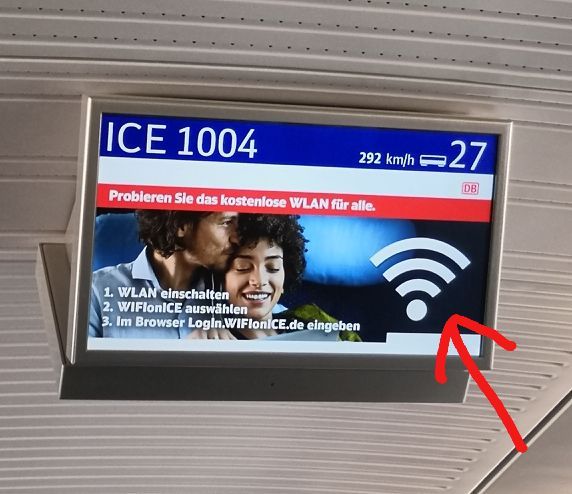 ICE 1004
292 km/h 27
DB
Probieren Sie das kostenlose WLAN für alle.
1. WLAN einschalten
2. WIFIonICE auswählen
3. Im Browser LogIn.WIFIonICE.de eingeben